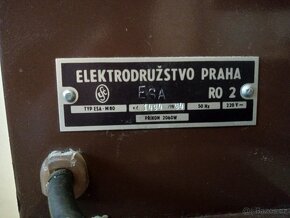 ELEKTRODRUŽSTVO PRAHA
ESA RO 2
TYP ESA - M80 50 Hz 220 V~
PŘÍKON 2060W